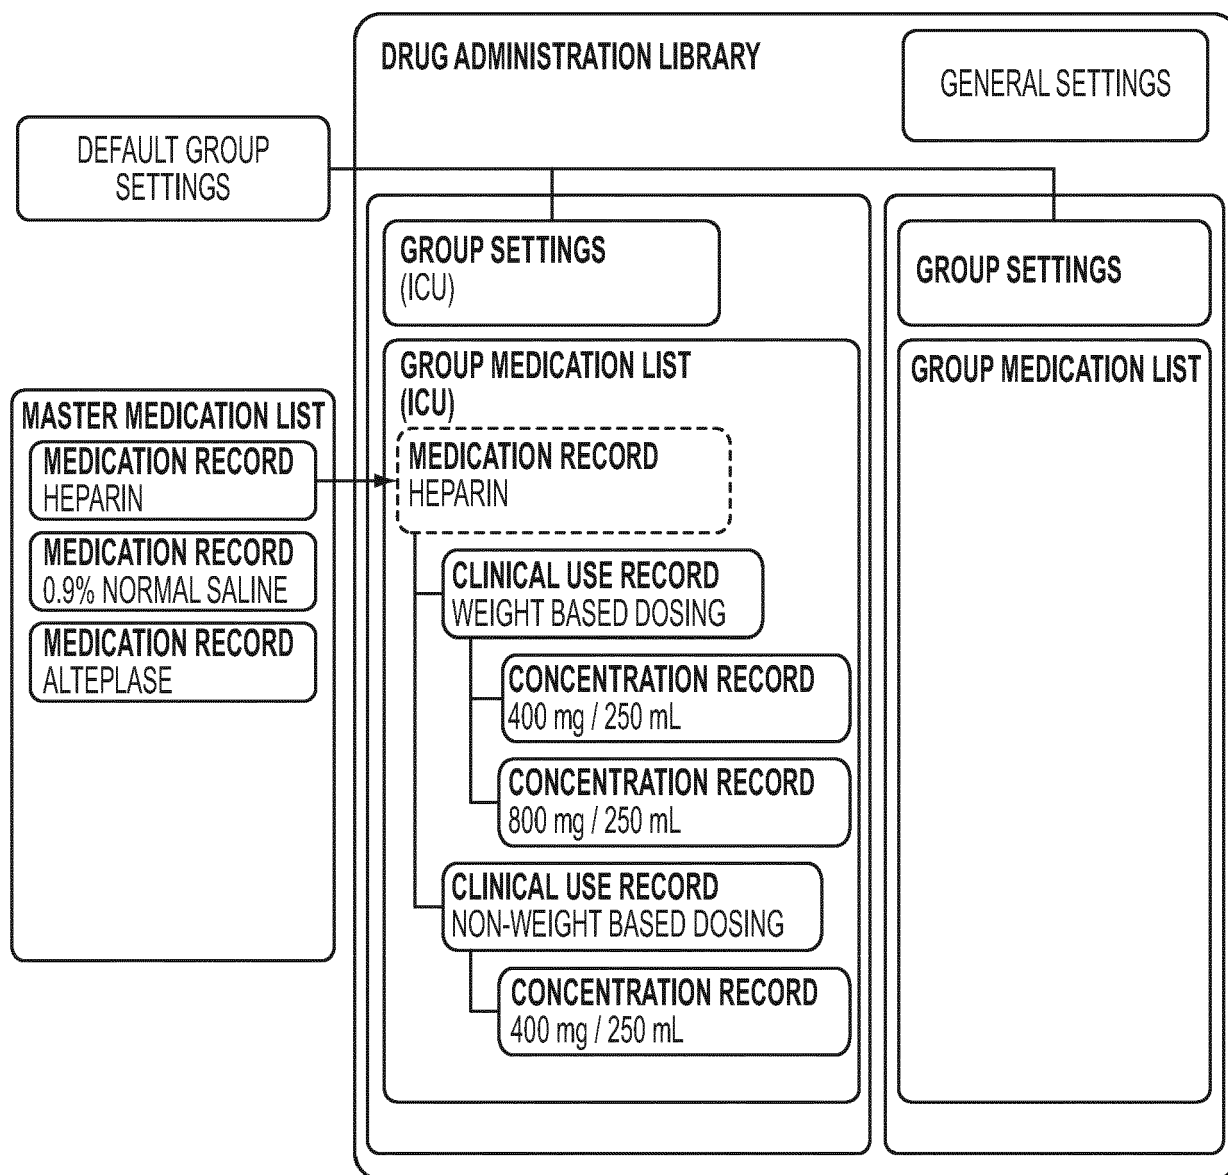 DRUG ADMINISTRATION LIBRARY
GENERAL SETTINGS
DEFAULT GROUP
SETTINGS
GROUP SETTINGS
(ICU)
GROUP SETTINGS
GROUP MEDICATION LIST
(ICU)
GROUP MEDICATION LIST
MASTER MEDICATION LIST
MEDICATION RECORD
HEPARIN
MEDICATION RECORD
0.9% NORMAL SALINE
MEDICATION RECORD
ALTEPLASE
MEDICATION RECORD
HEPARIN
CLINICAL USE RECORD
WEIGHT BASED DOSING
CONCENTRATION RECORD
400 mg / 250 mL
CONCENTRATION RECORD
800 mg / 250 mL
CLINICAL USE RECORD
NON-WEIGHT BASED DOSING
CONCENTRATION RECORD
400 mg / 250 mL